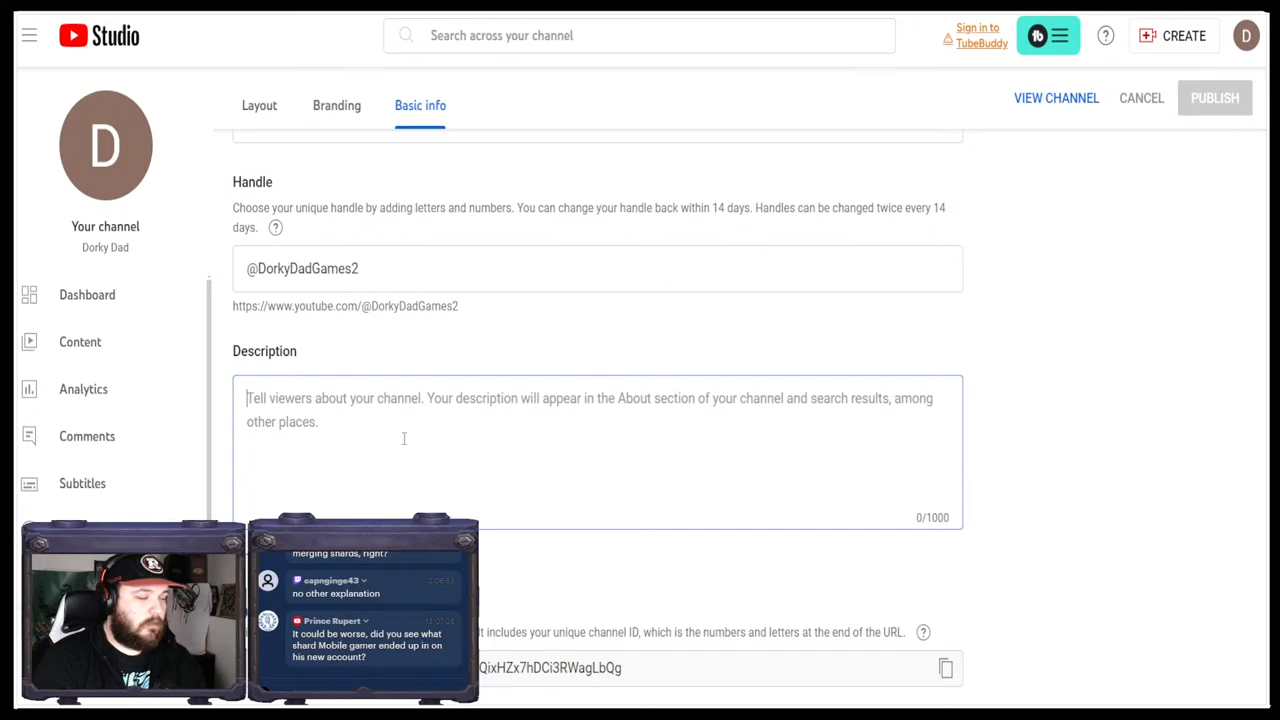 Studio
Search across your channel
Sign in to
TubeBuddy
tb
CREATE
D
D
Your channel
Dorky Dad
Dashboard
Content
Analytics
Comments
Subtitles
Layout
Branding
Basic info
VIEW CHANNEL
CANCEL
PUBLISH
Handle
Choose your unique handle by adding letters and numbers. You can change your handle back within 14 days. Handles can be changed twice every 14
days.
@DorkyDadGames2
https://www.youtube.com/@DorkyDadGames2
Description
Tell viewers about your channel. Your description will appear in the About section of your channel and search results, among
other places.
0/1000
It includes your unique channel ID, which is the numbers and letters at the end of the URL.
QixHZx7hDCi3RWagLbQg
merging shards, right?
capnginge43
no other explanation
Prince Rupert
It could be worse, did you see what
shard Mobile gamer ended up in on
his new account?